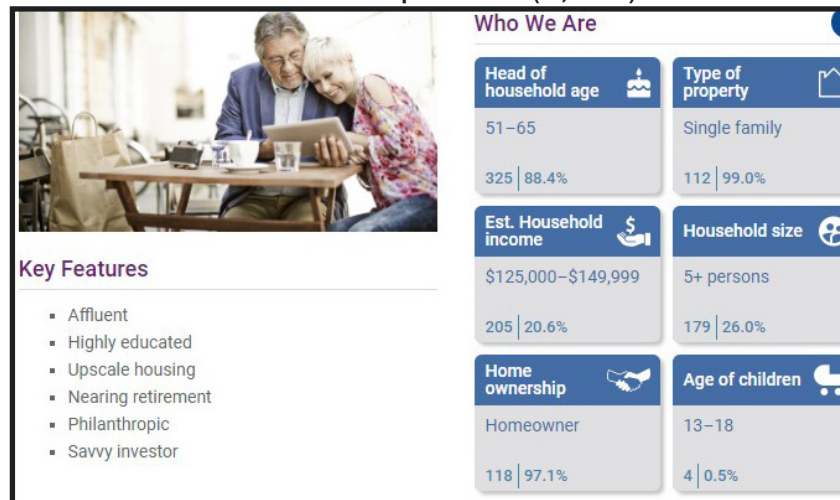 Who We Are
Head of
household age
51–65
325 | 88.4%
Type of
property
Single family
112 | 99.0%
Est. Household
income
$125,000–$149,999
205 | 20.6%
Household size
5+ persons
179 | 26.0%
Home
ownership
Homeowner
118 | 97.1%
Age of children
13–18
4 | 0.5%
Key Features
Affluent
Highly educated
Upscale housing
Nearing retirement
Philanthropic
Savvy investor